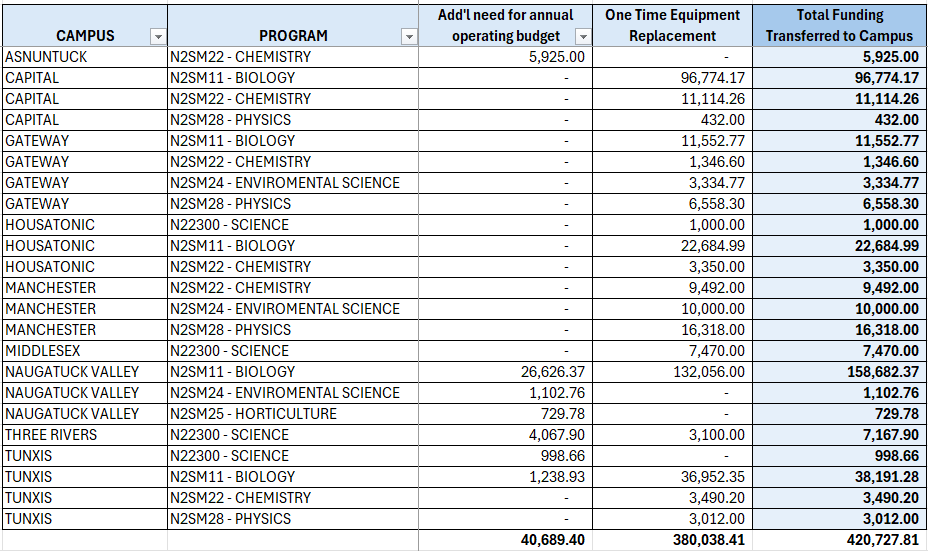 CAMPUS PROGRAM Add'l need for annual operating budget One Time Equipment Replacement Total Funding Transferred to Campus
ASNUNTUCK N2SM22 - CHEMISTRY 5,925.00 - 5,925.00
CAPITAL N2SM11 - BIOLOGY - 96,774.17 96,774.17
CAPITAL N2SM22 - CHEMISTRY - 11,114.26 11,114.26
CAPITAL N2SM28 - PHYSICS - 432.00 432.00
GATEWAY N2SM11 - BIOLOGY - 11,552.77 11,552.77
GATEWAY N2SM22 - CHEMISTRY - 1,346.60 1,346.60
GATEWAY N2SM24 - ENVIROMENTAL SCIENCE - 3,334.77 3,334.77
GATEWAY N2SM28 - PHYSICS - 6,558.30 6,558.30
HOUSATONIC N22300 - SCIENCE - 1,000.00 1,000.00
HOUSATONIC N2SM11 - BIOLOGY - 22,684.99 22,684.99
HOUSATONIC N2SM22 - CHEMISTRY - 3,350.00 3,350.00
MANCHESTER N2SM22 - CHEMISTRY - 9,492.00 9,492.00
MANCHESTER N2SM24 - ENVIROMENTAL SCIENCE - 10,000.00 10,000.00
MANCHESTER N2SM28 - PHYSICS - 16,318.00 16,318.00
MIDDLESEX N22300 - SCIENCE - 7,470.00 7,470.00
NAUGATUCK VALLEY N2SM11 - BIOLOGY 26,626.37 132,056.00 158,682.37
NAUGATUCK VALLEY N2SM24 - ENVIROMENTAL SCIENCE 1,102.76 - 1,102.76
NAUGATUCK VALLEY N2SM25 - HORTICULTURE 729.78 - 729.78
THREE RIVERS N22300 - SCIENCE 4,067.90 3,100.00 7,167.90
TUNXIS N22300 - SCIENCE 998.66 - 998.66
TUNXIS N2SM11 - BIOLOGY 1,238.93 36,952.35 38,191.28
TUNXIS N2SM22 - CHEMISTRY - 3,490.20 3,490.20
TUNXIS N2SM28 - PHYSICS - 3,012.00 3,012.00
40,689.40 380,038.41 420,727.81